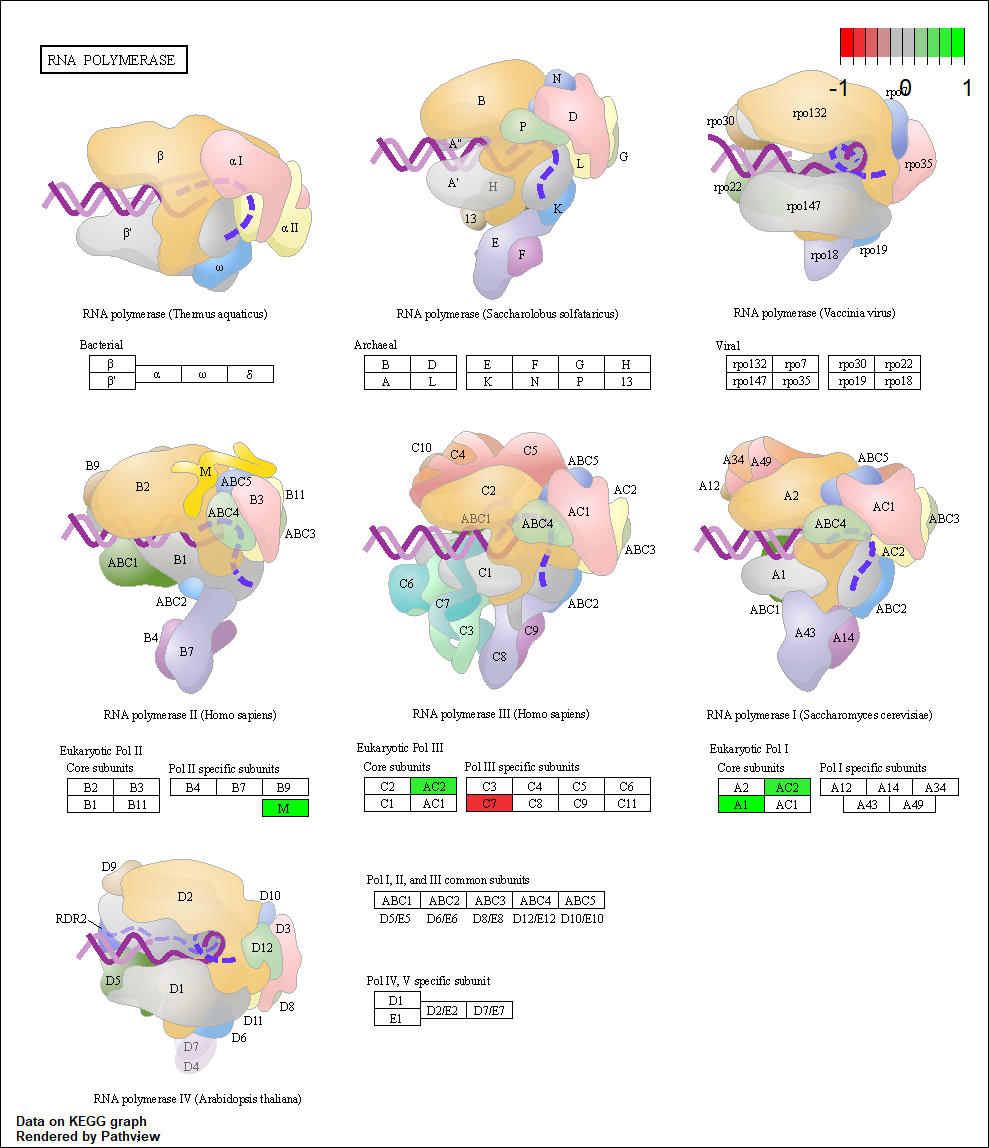 RNA POLYMERASE
-1 0 1
β
α I
α II
β'
ω
RNA polymerase (Thermus aquaticus)
B
N
D
P
A''
A'
H
L
G
13
K
E
F
RNA polymerase (Saccharolobus solfataricus)
rpo7
rpo132
rpo30
rpo35
rpo22
rpo147
rpo18
rpo19
RNA polymerase (Vaccinia virus)
Bacterial
β
β' α ω δ
Archaeal
B D E F G H
A L K N P 13
Viral
rpo132 rpo7 rpo30 rpo22
rpo147 rpo35 rpo19 rpo18
B9
M
B2
ABC5
B3
B11
ABC4
ABC3
ABC1
B1
ABC2
B4
B7
RNA polymerase II (Homo sapiens)
C10
C4
C5
ABC5
C2
AC2
ABC1
ABC4
AC1
ABC3
C6
C1
C7
ABC2
C3
C9
C8
RNA polymerase III (Homo sapiens)
A34
A49
ABC5
A12
A2
AC1
ABC4
ABC3
AC2
A1
ABC1
ABC2
A43
A14
RNA polymerase I (Saccharomyces cerevisiae)
Eukaryotic Pol II
Core subunits Pol II specific subunits
B2 B3 B4 B7 B9
B1 B11 M
Eukaryotic Pol III
Core subunits Pol III specific subunits
C2 AC2 C3 C4 C5 C6
C1 AC1 C7 C8 C9 C11
Eukaryotic Pol I
Core subunits Pol I specific subunits
A2 AC2 A12 A14 A34
A1 AC1 A43 A49
D9
D2
D10
RDR2
D3
D12
D5
D1
D8
D11
D6
D7
D4
RNA polymerase IV (Arabidopsis thaliana)
Pol I, II, and III common subunits
ABC1 ABC2 ABC3 ABC4 ABC5
D5/E5 D6/E6 D8/E8 D12/E12 D10/E10
Pol IV, V specific subunit
D1
E1 D2/E2 D7/E7
Data on KEGG graph
Rendered by Pathview